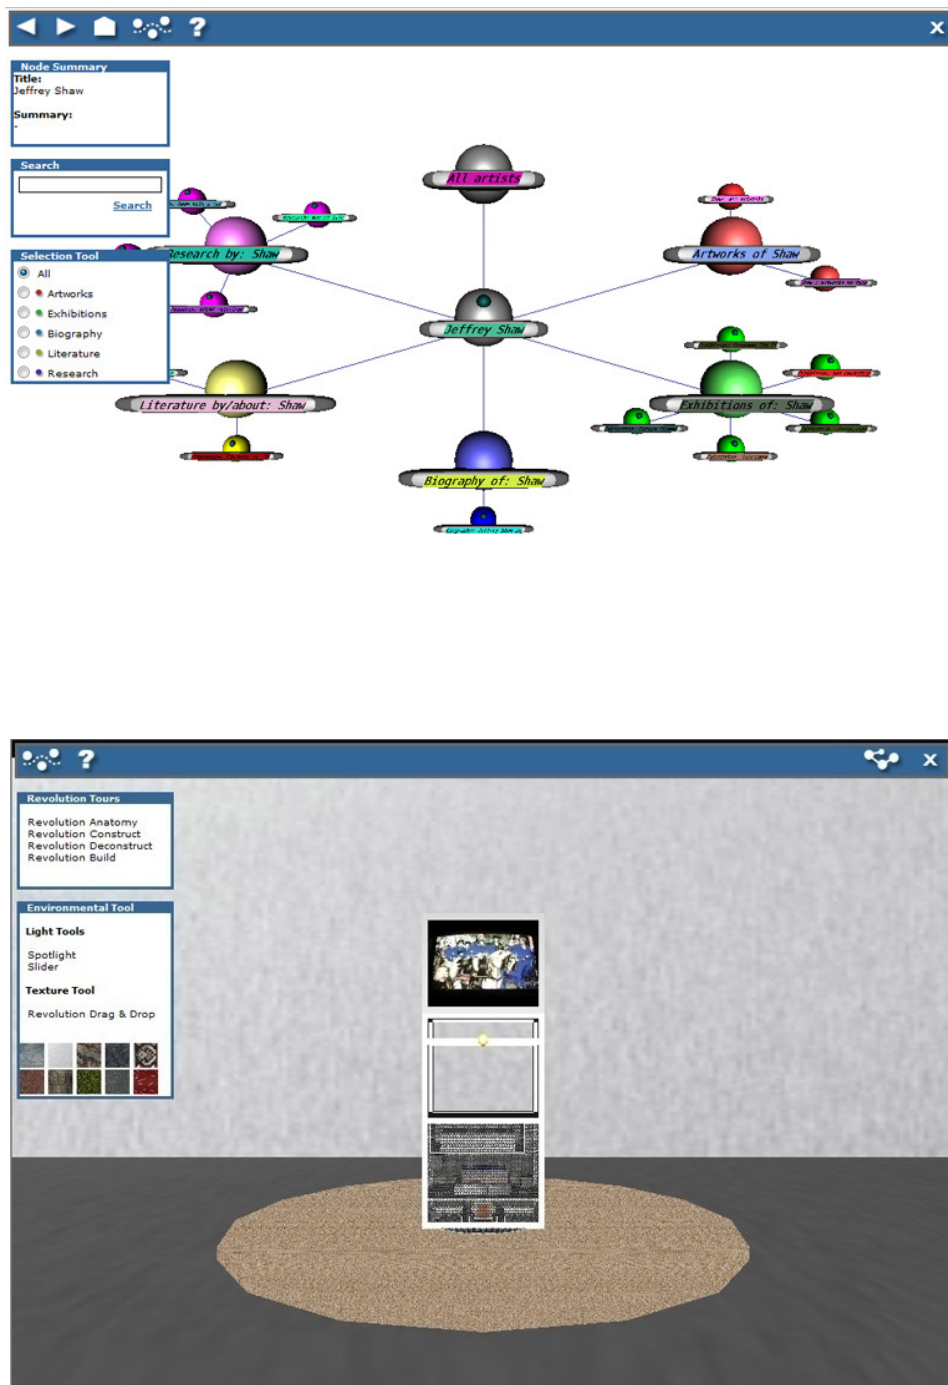 ?
x
Node Summary
Title:
Jeffrey Shaw
Summary:
-
Search
Search
Selection Tool
All
Artworks
Exhibitions
Biography
Literature
Research
All artists
Research by: Shaw
Artworks of Shaw
Jeffrey Shaw
Literature by/about: Shaw
Exhibitions of: Shaw
Biography of: Shaw
?
x
Revolution Tours
Revolution Anatomy
Revolution Construct
Revolution Deconstruct
Revolution Build
Environmental Tool
Light Tools
Spotlight
Slider
Texture Tool
Revolution Drag & Drop